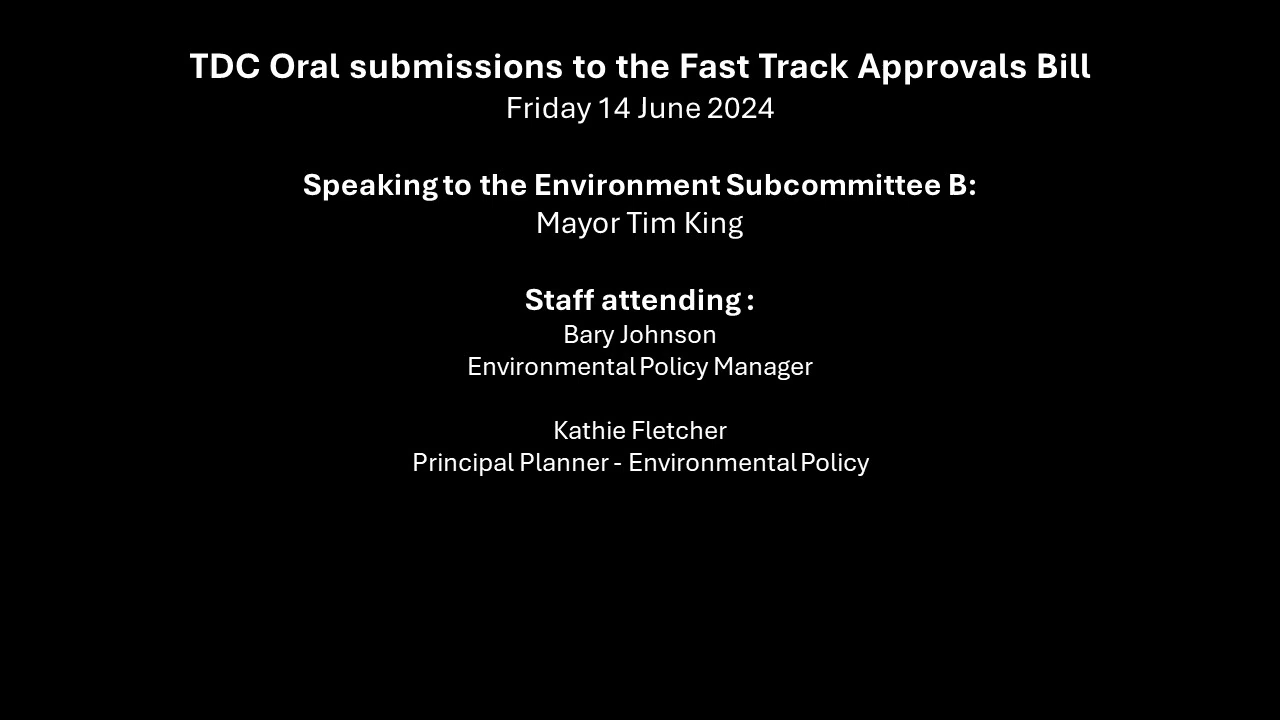 TDC Oral submissions to the Fast Track Approvals Bill
Friday 14 June 2024
Speaking to the Environment Subcommittee B:
Mayor Tim King
Staff attending :
Bary Johnson
Environmental Policy Manager
Kathie Fletcher
Principal Planner - Environmental Policy